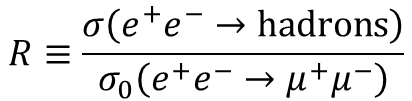 R ≡ σ(e⁺e⁻ → hadrons) / σ₀(e⁺e⁻ → μ⁺μ⁻)